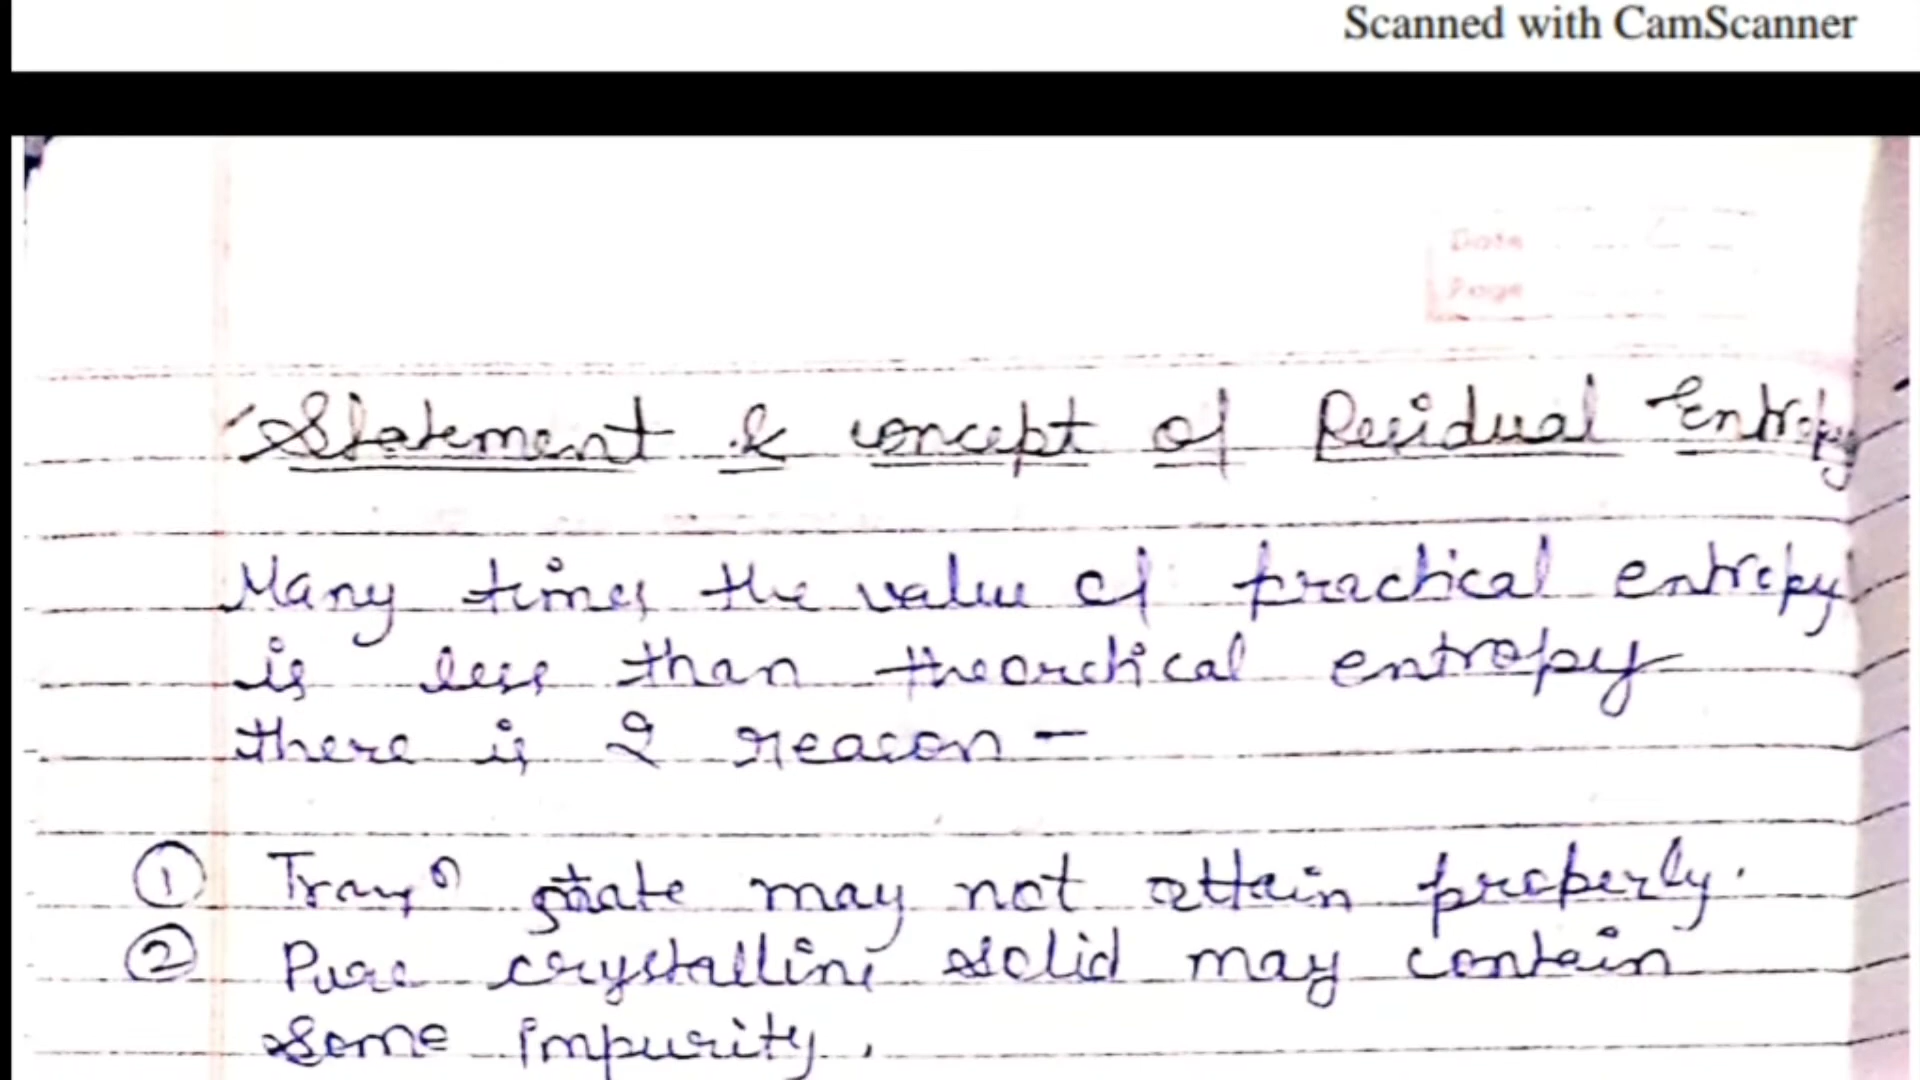 Scanned with CamScanner
Date
Page
Statement & concept of Residual Entropy
Many times the value of practical entropy
is less than theoretical entropy
there is 2 reason -
① state may not attain properly.
② Pure crystalline solid may contain
some impurity.